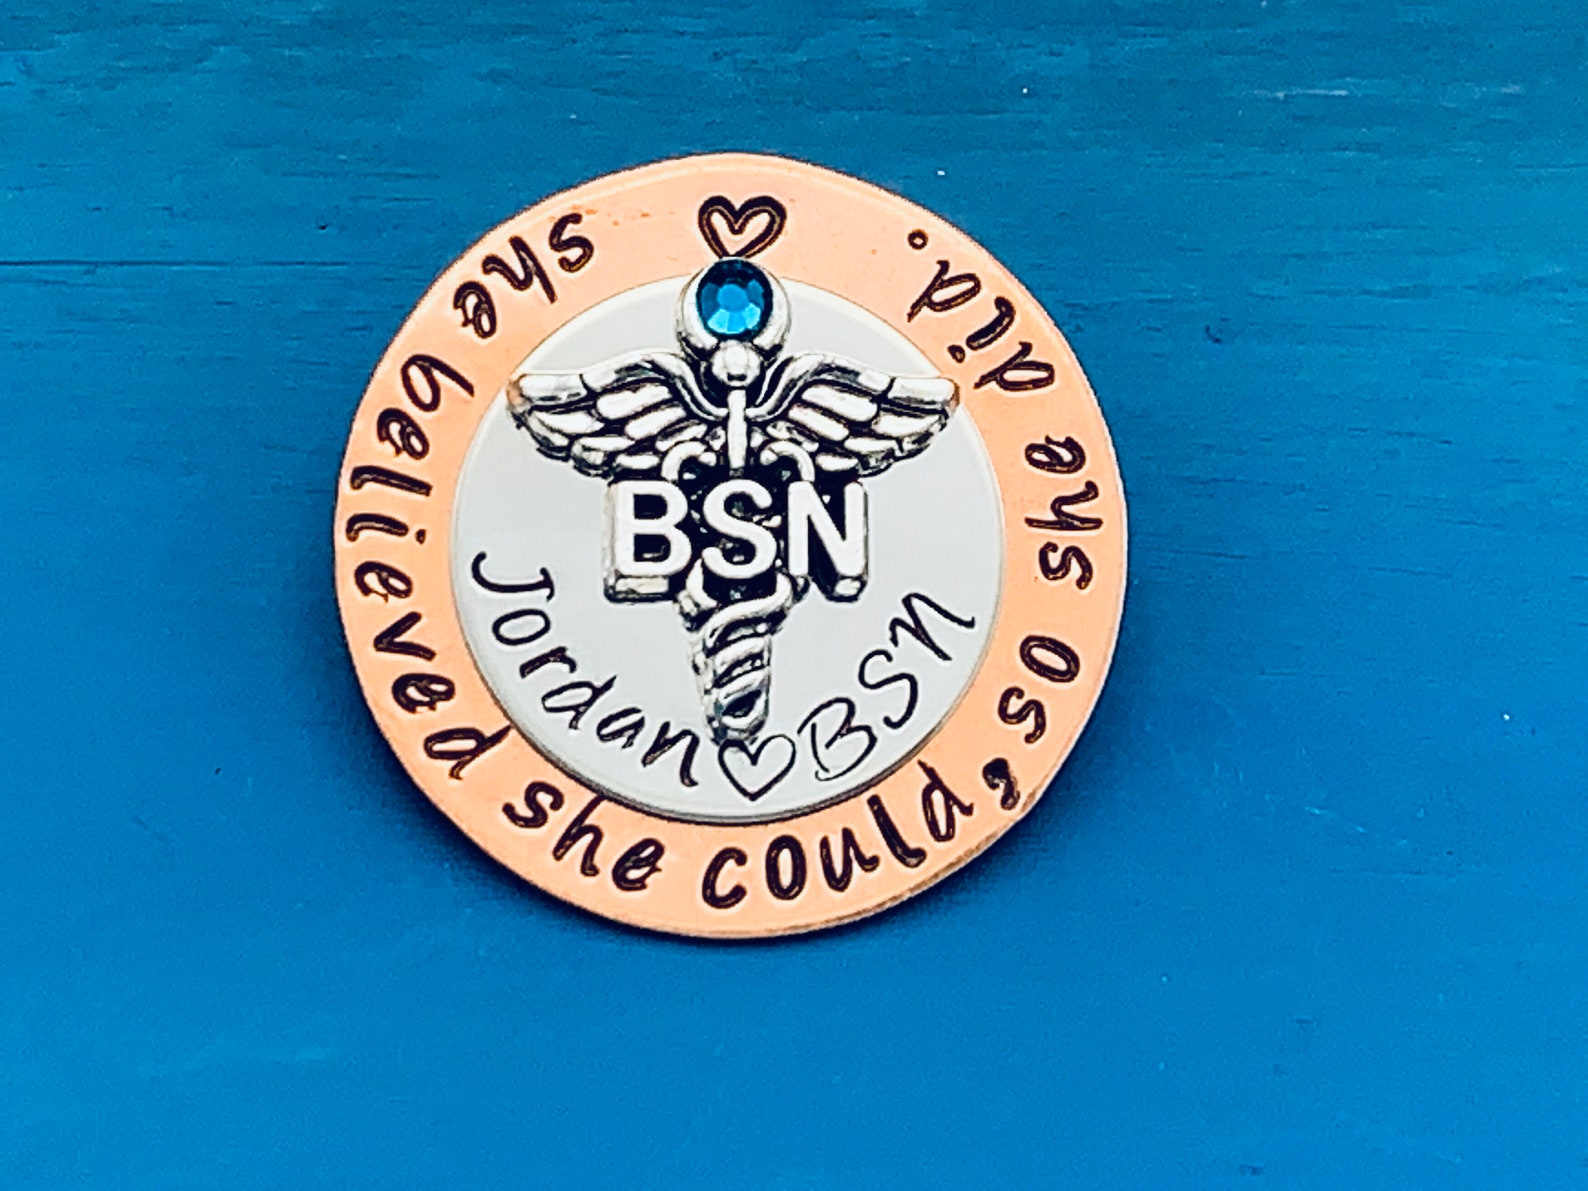 she believed she could, so she did.
BSN
Jordan ♡ BSN